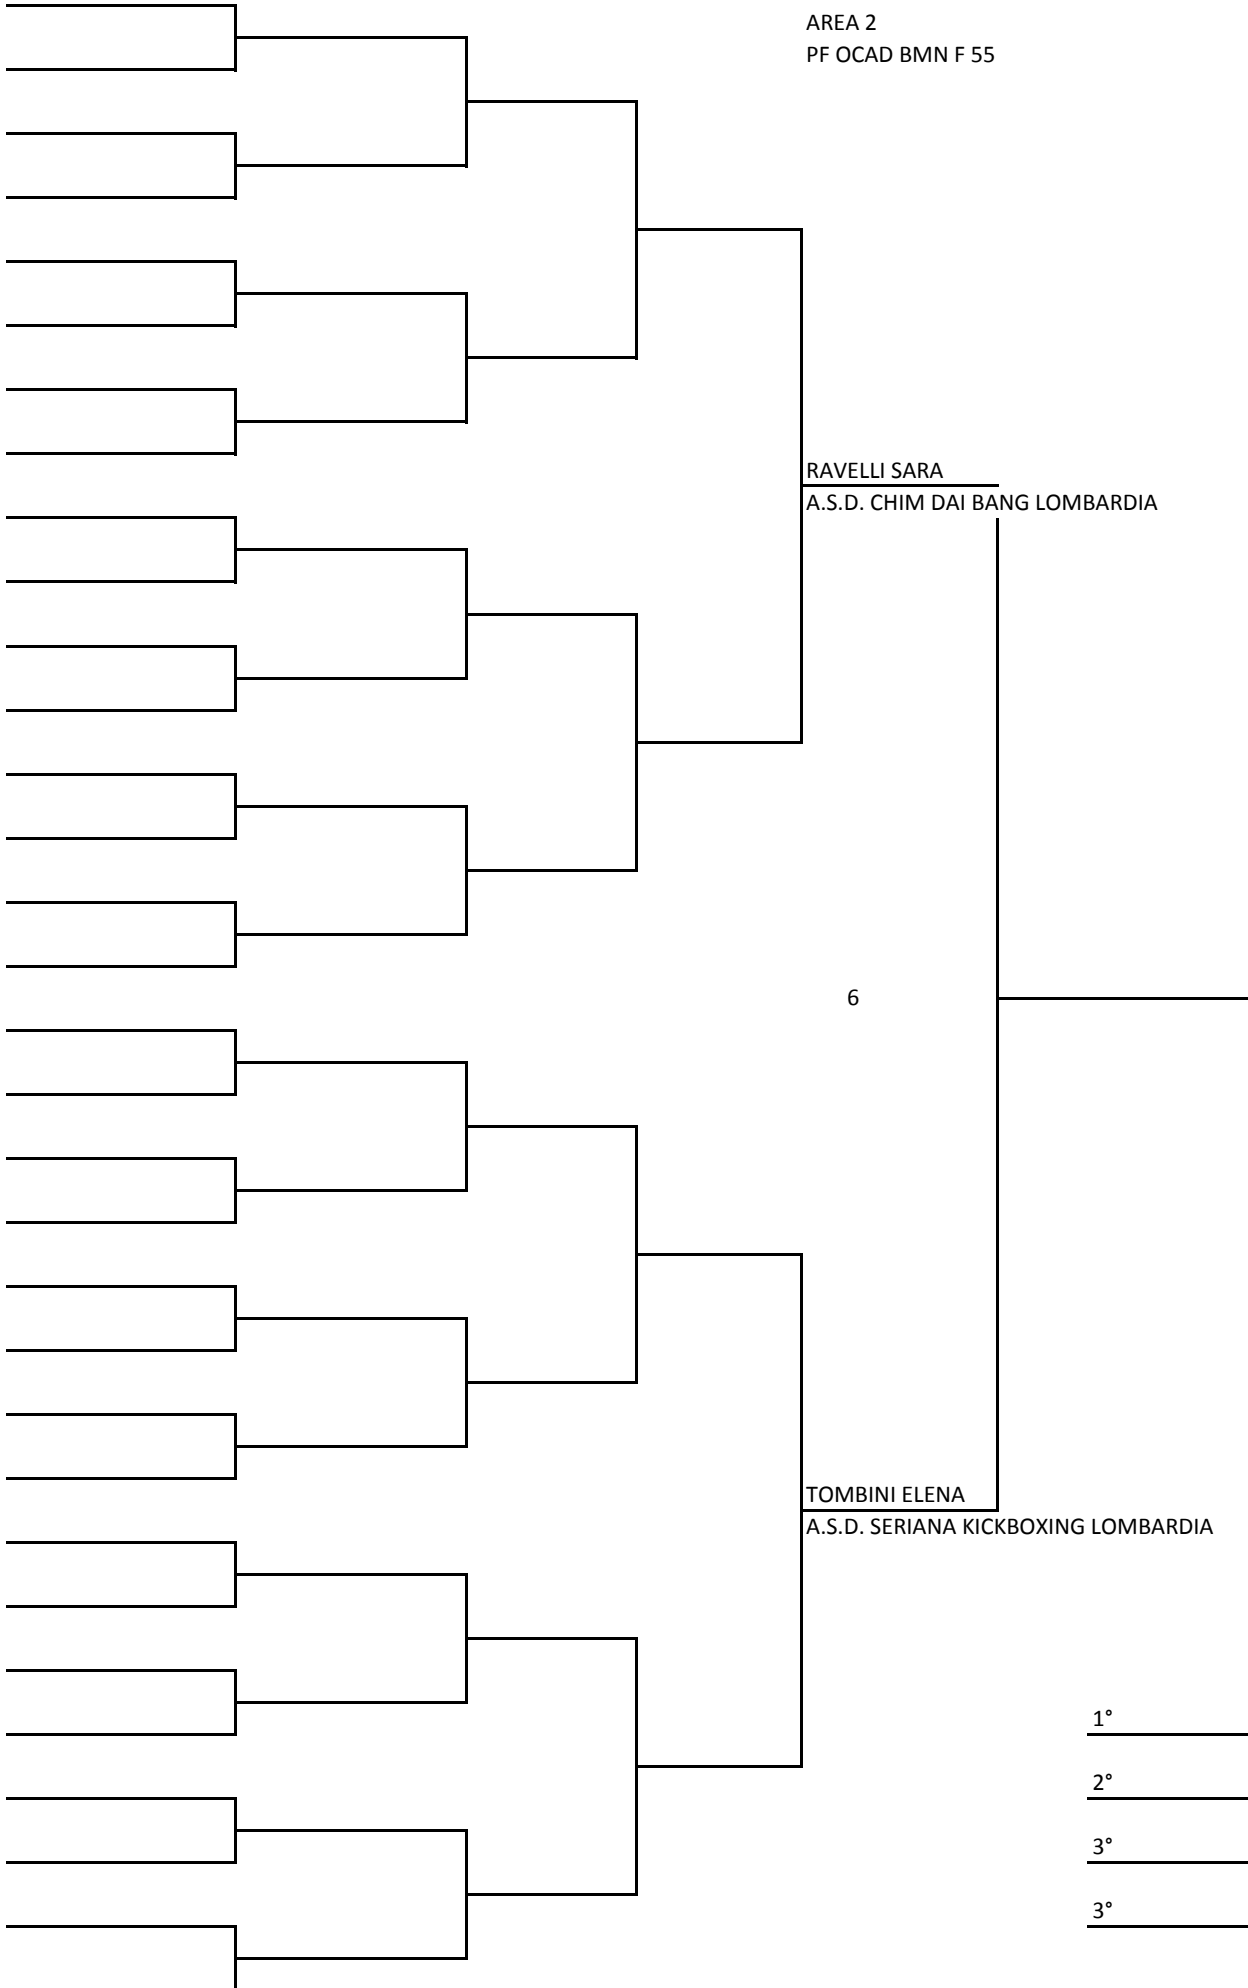 AREA 2
PF OCAD BMN F 55
RAVELLI SARA
A.S.D. CHIM DAI BANG LOMBARDIA
6
TOMBINI ELENA
A.S.D. SERIANA KICKBOXING LOMBARDIA
1°
2°
3°
3°